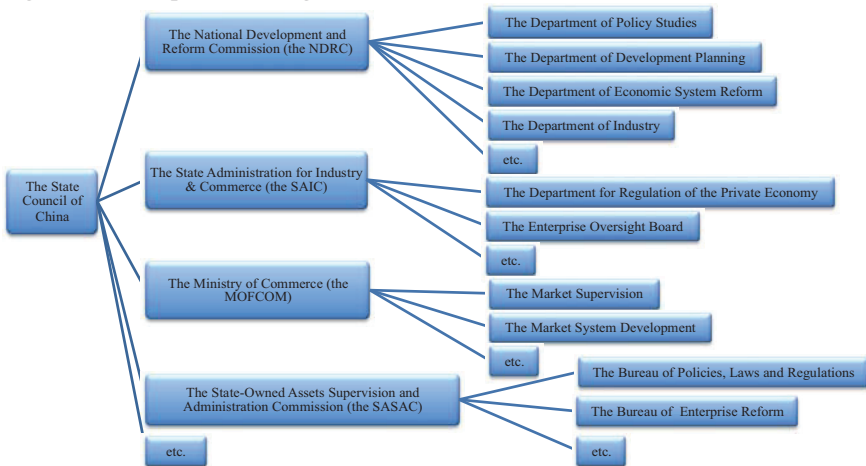 The National Development and
Reform Commission (the NDRC)
The Department of Policy Studies
The Department of Development Planning
The Department of Economic System Reform
The Department of Industry
etc.
The State
Council of
China
The State Administration for Industry
& Commerce (the SAIC)
The Department for Regulation of the Private Economy
The Enterprise Oversight Board
etc.
The Ministry of Commerce (the
MOFCOM)
The Market Supervision
The Market System Development
etc.
The State-Owned Assets Supervision and
Administration Commission (the SASAC)
The Bureau of Policies, Laws and Regulations
The Bureau of Enterprise Reform
etc.
etc.